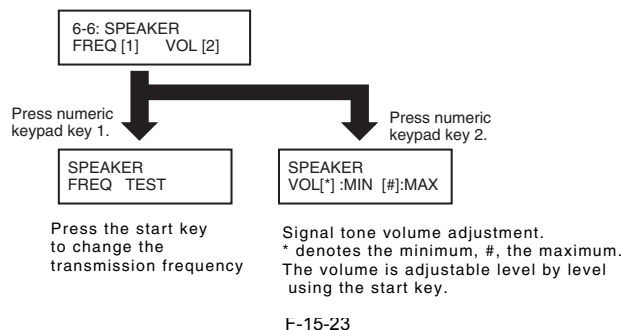 6-6: SPEAKER
FREQ [1] VOL [2]
Press numeric
keypad key 1.
Press numeric
keypad key 2.
SPEAKER
FREQ TEST
SPEAKER
VOL[*] :MIN [#]:MAX
Press the start key
to change the
transmission frequency
Signal tone volume adjustment.
* denotes the minimum, #, the maximum.
The volume is adjustable level by level
using the start key.
F-15-23